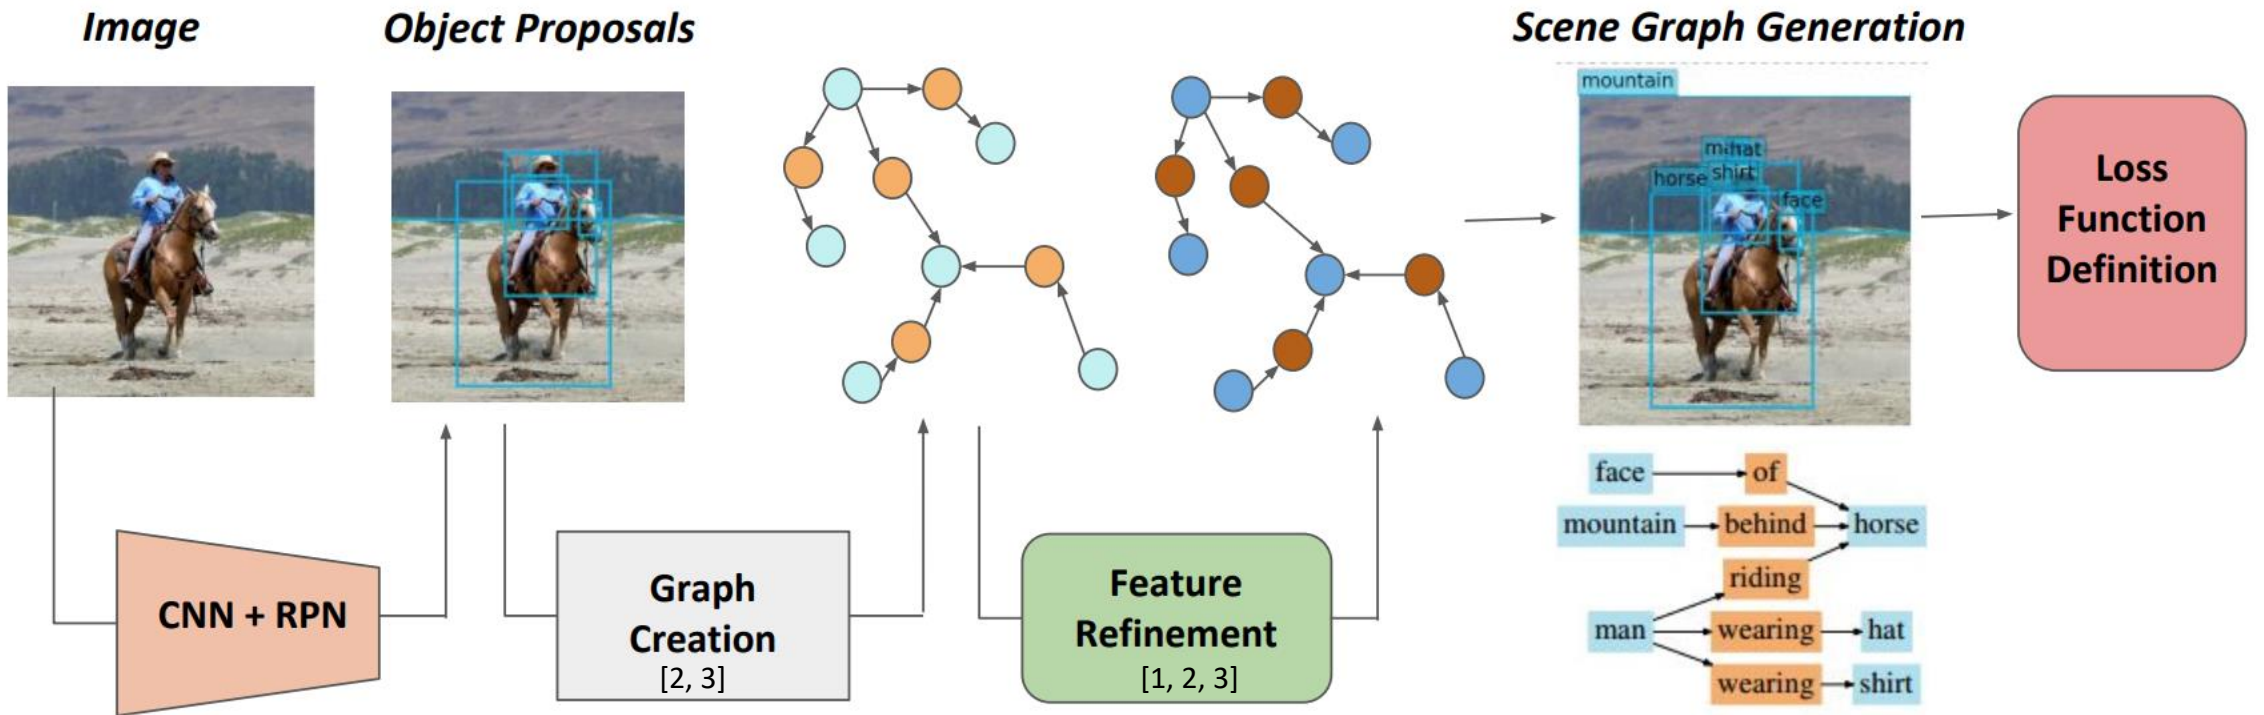 Image
Object Proposals
Scene Graph Generation
mountain
hat
horse
shirt
face
Loss
Function
Definition
CNN + RPN
Graph
Creation
[2, 3]
Feature
Refinement
[1, 2, 3]
face of
mountain behind horse
riding
man wearing hat
wearing shirt